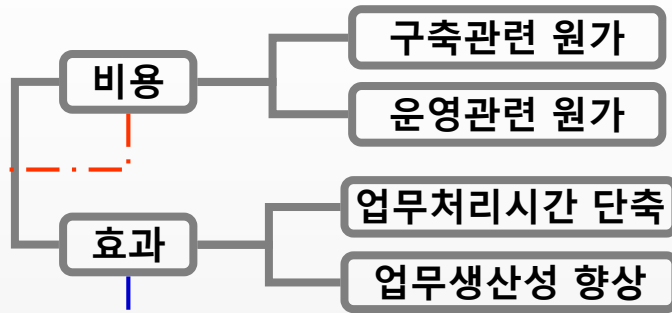 비용
구축관련 원가
운영관련 원가
효과
업무처리시간 단축
업무생산성 향상